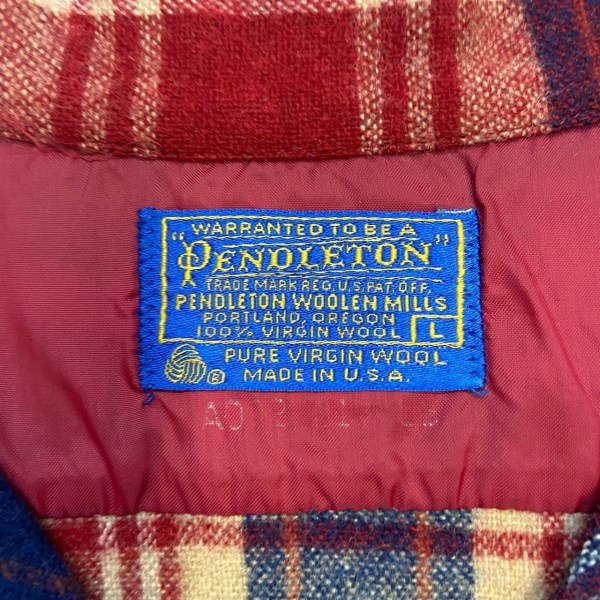 WARRANTED TO BE A
"PENDLETON"
TRADE MARK REG. U.S. PAT. OFF.
PENDLETON WOOLEN MILLS
PORTLAND, OREGON
100% VIRGIN WOOL L
PURE VIRGIN WOOL
® MADE IN U.S.A.